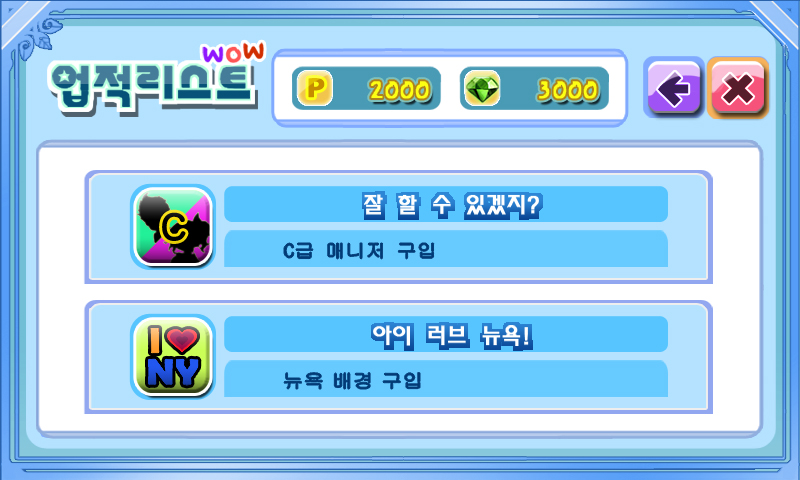 WOW
업적리스트
P 2000 3000
C
잘 할 수 있겠지?
C급 매니저 구입
I
NY
아이 러브 뉴욕!
뉴욕 배경 구입